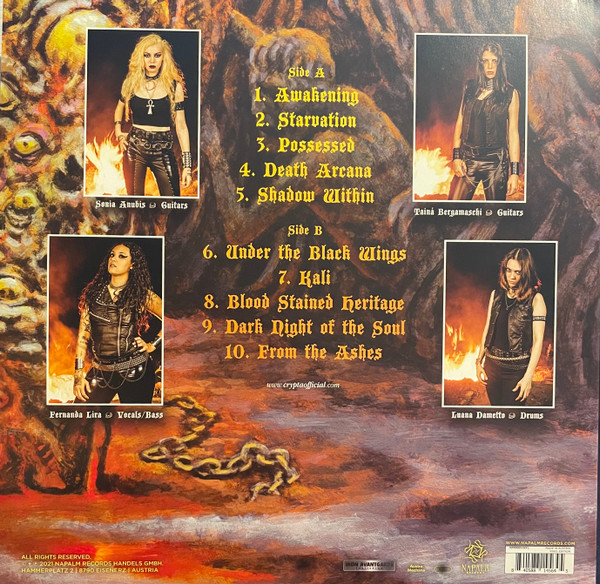 Side A
1. Awakening
2. Starvation
3. Possessed
4. Death Arcana
5. Shadow Within
Sonia Anubis Guitars
Tainá Bergamaschi Guitars
Side B
6. Under the Black Wings
7. Kali
8. Blood Stained Heritage
9. Dark Night of the Soul
10. From the Ashes
www.cryptaofficial.com
Fernanda Lira Vocals/Bass
Luana Dametto Drums
ALL RIGHTS RESERVED.
℗ © 2021 NAPALM RECORDS HANDELS GMBH.
HAMMERPLATZ 2 | 8790 EISENERZ | AUSTRIA
NAPALM
WWW.NAPALMRECORDS.COM